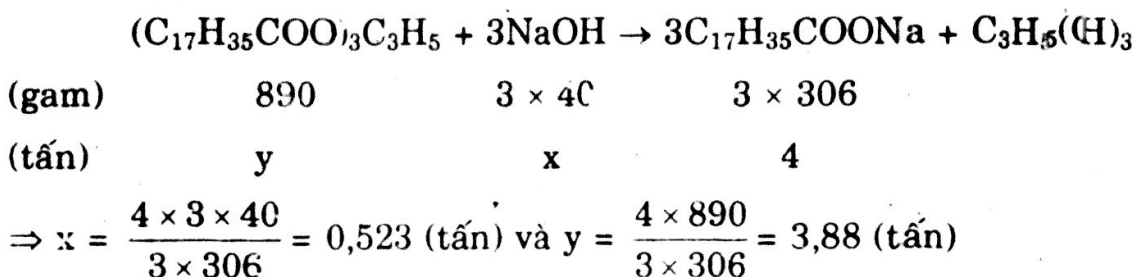 (C₁₇H₃₅COO)₃C₃H₅ + 3NaOH → 3C₁₇H₃₅COONa + C₃H₅(OH)₃
(gam) 890 3 × 40 3 × 306
(tấn) y x 4
⇒ x = (4 × 3 × 40)/(3 × 306) = 0,523 (tấn) và y = (4 × 890)/(3 × 306) = 3,88 (tấn)